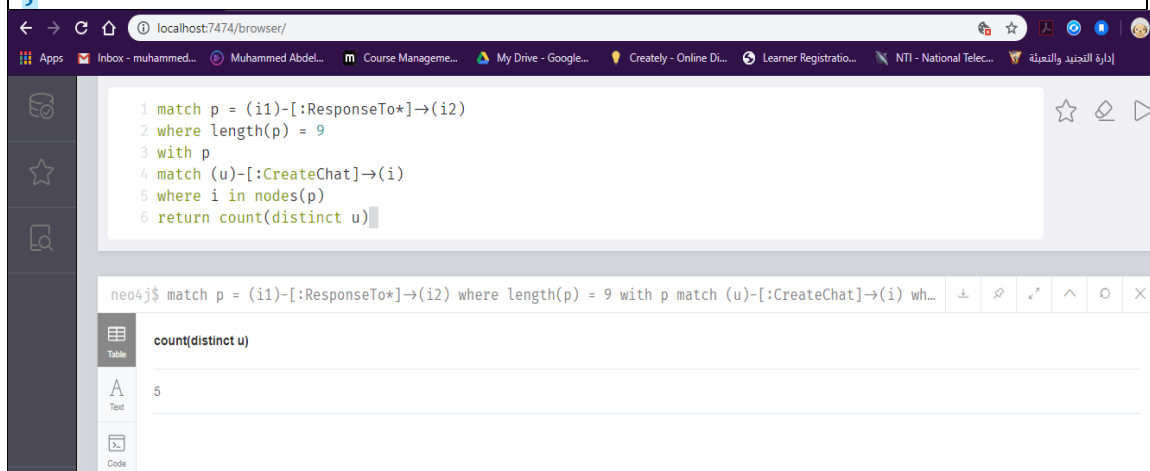 localhost:7474/browser/
Apps Inbox - muhammed... Muhammed Abdel... m Course Manageme... My Drive - Google... Creately - Online Di... Learner Registratio... NTI - National Telec... إدارة التجنيد والتعبئة
1 match p = (i1)-[:ResponseTo*]→(i2)
2 where length(p) = 9
3 with p
4 match (u)-[:CreateChat]→(i)
5 where i in nodes(p)
6 return count(distinct u)
neo4j$ match p = (i1)-[:ResponseTo*]→(i2) where length(p) = 9 with p match (u)-[:CreateChat]→(i) wh…
Table
count(distinct u)
A
Text
5
Code